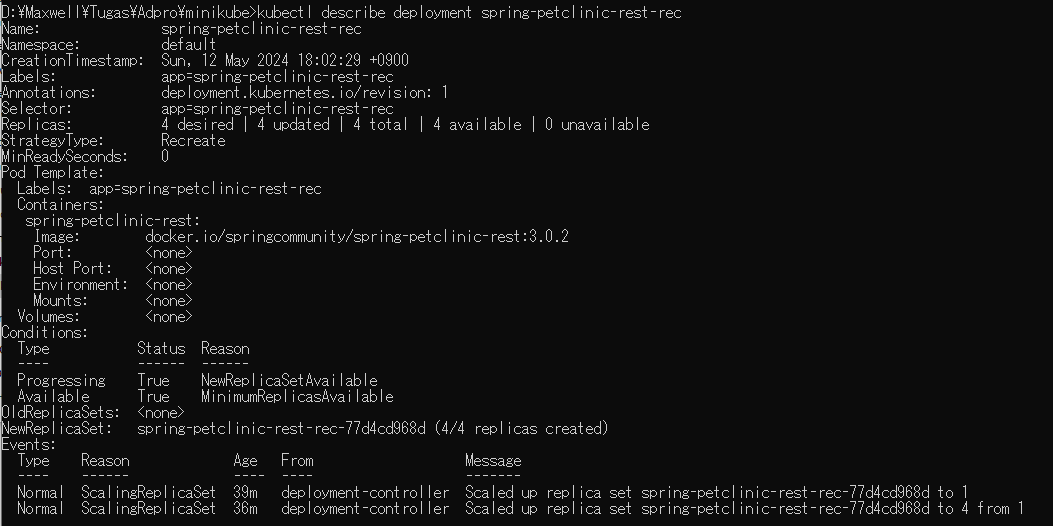 D:¥Maxwell¥Tugas¥Adpro¥minikube>kubectl describe deployment spring-petclinic-rest-rec
Name:                   spring-petclinic-rest-rec
Namespace:              default
CreationTimestamp:      Sun, 12 May 2024 18:02:29 +0900
Labels:                 app=spring-petclinic-rest-rec
Annotations:            deployment.kubernetes.io/revision: 1
Selector:               app=spring-petclinic-rest-rec
Replicas:               4 desired | 4 updated | 4 total | 4 available | 0 unavailable
StrategyType:           Recreate
MinReadySeconds:        0
Pod Template:
  Labels:  app=spring-petclinic-rest-rec
  Containers:
   spring-petclinic-rest:
    Image:        docker.io/springcommunity/spring-petclinic-rest:3.0.2
    Port:         <none>
    Host Port:    <none>
    Environment:  <none>
    Mounts:       <none>
  Volumes:        <none>
Conditions:
  Type           Status  Reason
  ----           ------  ------
  Progressing    True    NewReplicaSetAvailable
  Available      True    MinimumReplicasAvailable
OldReplicaSets:  <none>
NewReplicaSet:   spring-petclinic-rest-rec-77d4cd968d (4/4 replicas created)
Events:
  Type    Reason             Age   From                   Message
  ----    ------             ----  ----                   -------
  Normal  ScalingReplicaSet  39m   deployment-controller  Scaled up replica set spring-petclinic-rest-rec-77d4cd968d to 1
  Normal  ScalingReplicaSet  36m   deployment-controller  Scaled up replica set spring-petclinic-rest-rec-77d4cd968d to 4 from 1